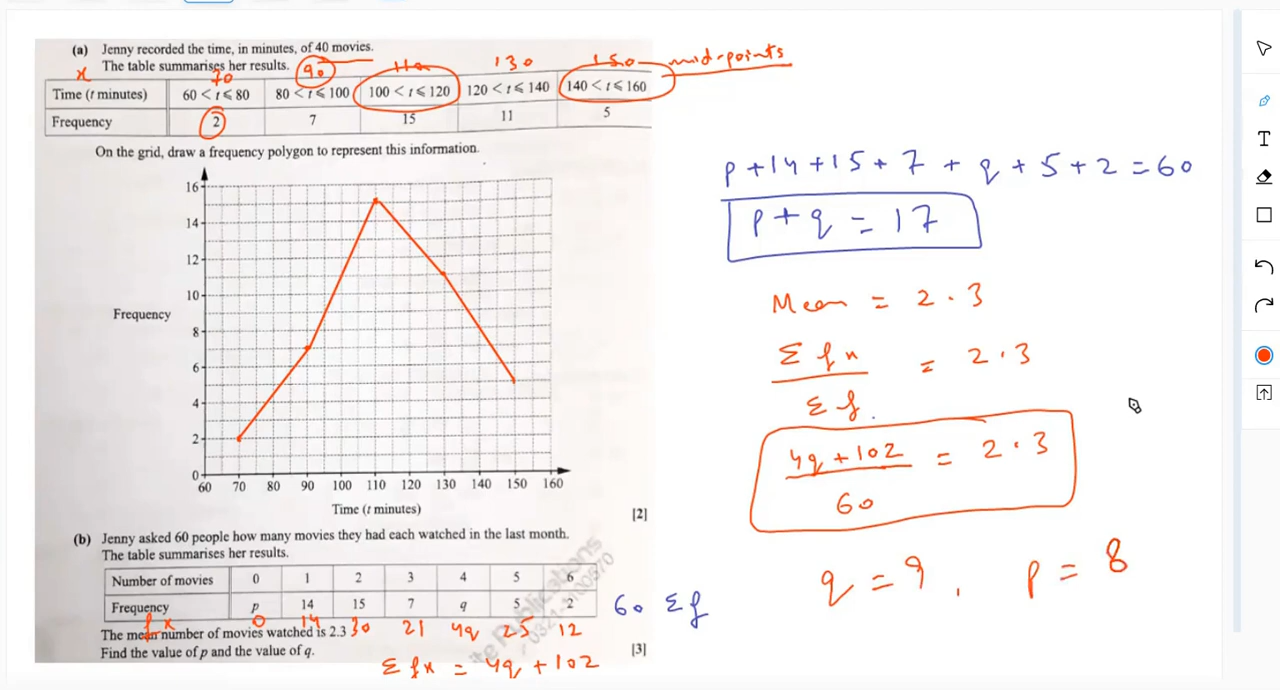 (a) Jenny recorded the time, in minutes, of 40 movies.
The table summarises her results.
x 70 90 110 130 150 mid-points
Time (t minutes) 60 < t ⩽ 80 80 < t ⩽ 100 100 < t ⩽ 120 120 < t ⩽ 140 140 < t ⩽ 160
Frequency 2 7 15 11 5
On the grid, draw a frequency polygon to represent this information.
16
14
12
10
8
6
4
2
0
Frequency
60 70 80 90 100 110 120 130 140 150 160
Time (t minutes)
[2]
(b) Jenny asked 60 people how many movies they had each watched in the last month.
The table summarises her results.
Number of movies 0 1 2 3 4 5 6
Frequency p 14 15 7 q 5 2 60 Σf
fx 0 14 30 21 4q 25 12
The mean number of movies watched is 2.3
Find the value of p and the value of q.
[3]
Σfx = 4q + 102
p + 14 + 15 + 7 + q + 5 + 2 = 60
p + q = 17
Mean = 2.3
Σfx = 2.3
Σf.
4q + 102 = 2.3
60
q = 9, p = 8
Publications